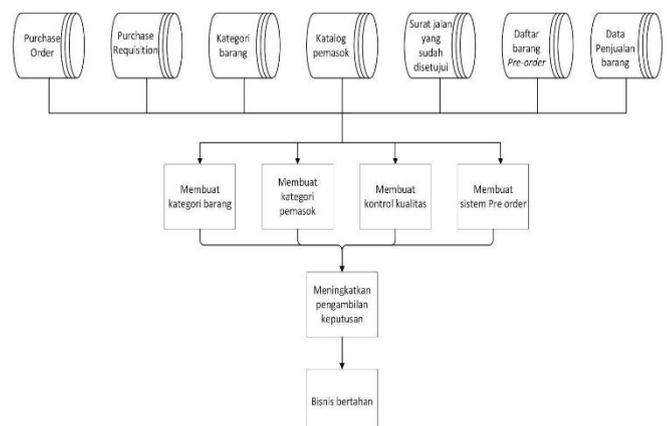 Purchase
Order
Purchase
Requisition
Kategori
barang
Katalog
pemasok
Surat jalan
yang
sudah
disetujui
Daftar
barang
Pre-order
Data
Penjualan
barang
Membuat
kategori barang
Membuat
kategori
pemasok
Membuat
kontrol kualitas
Membuat
sistem Pre order
Meningkatkan
pengambilan
keputusan
Bisnis bertahan